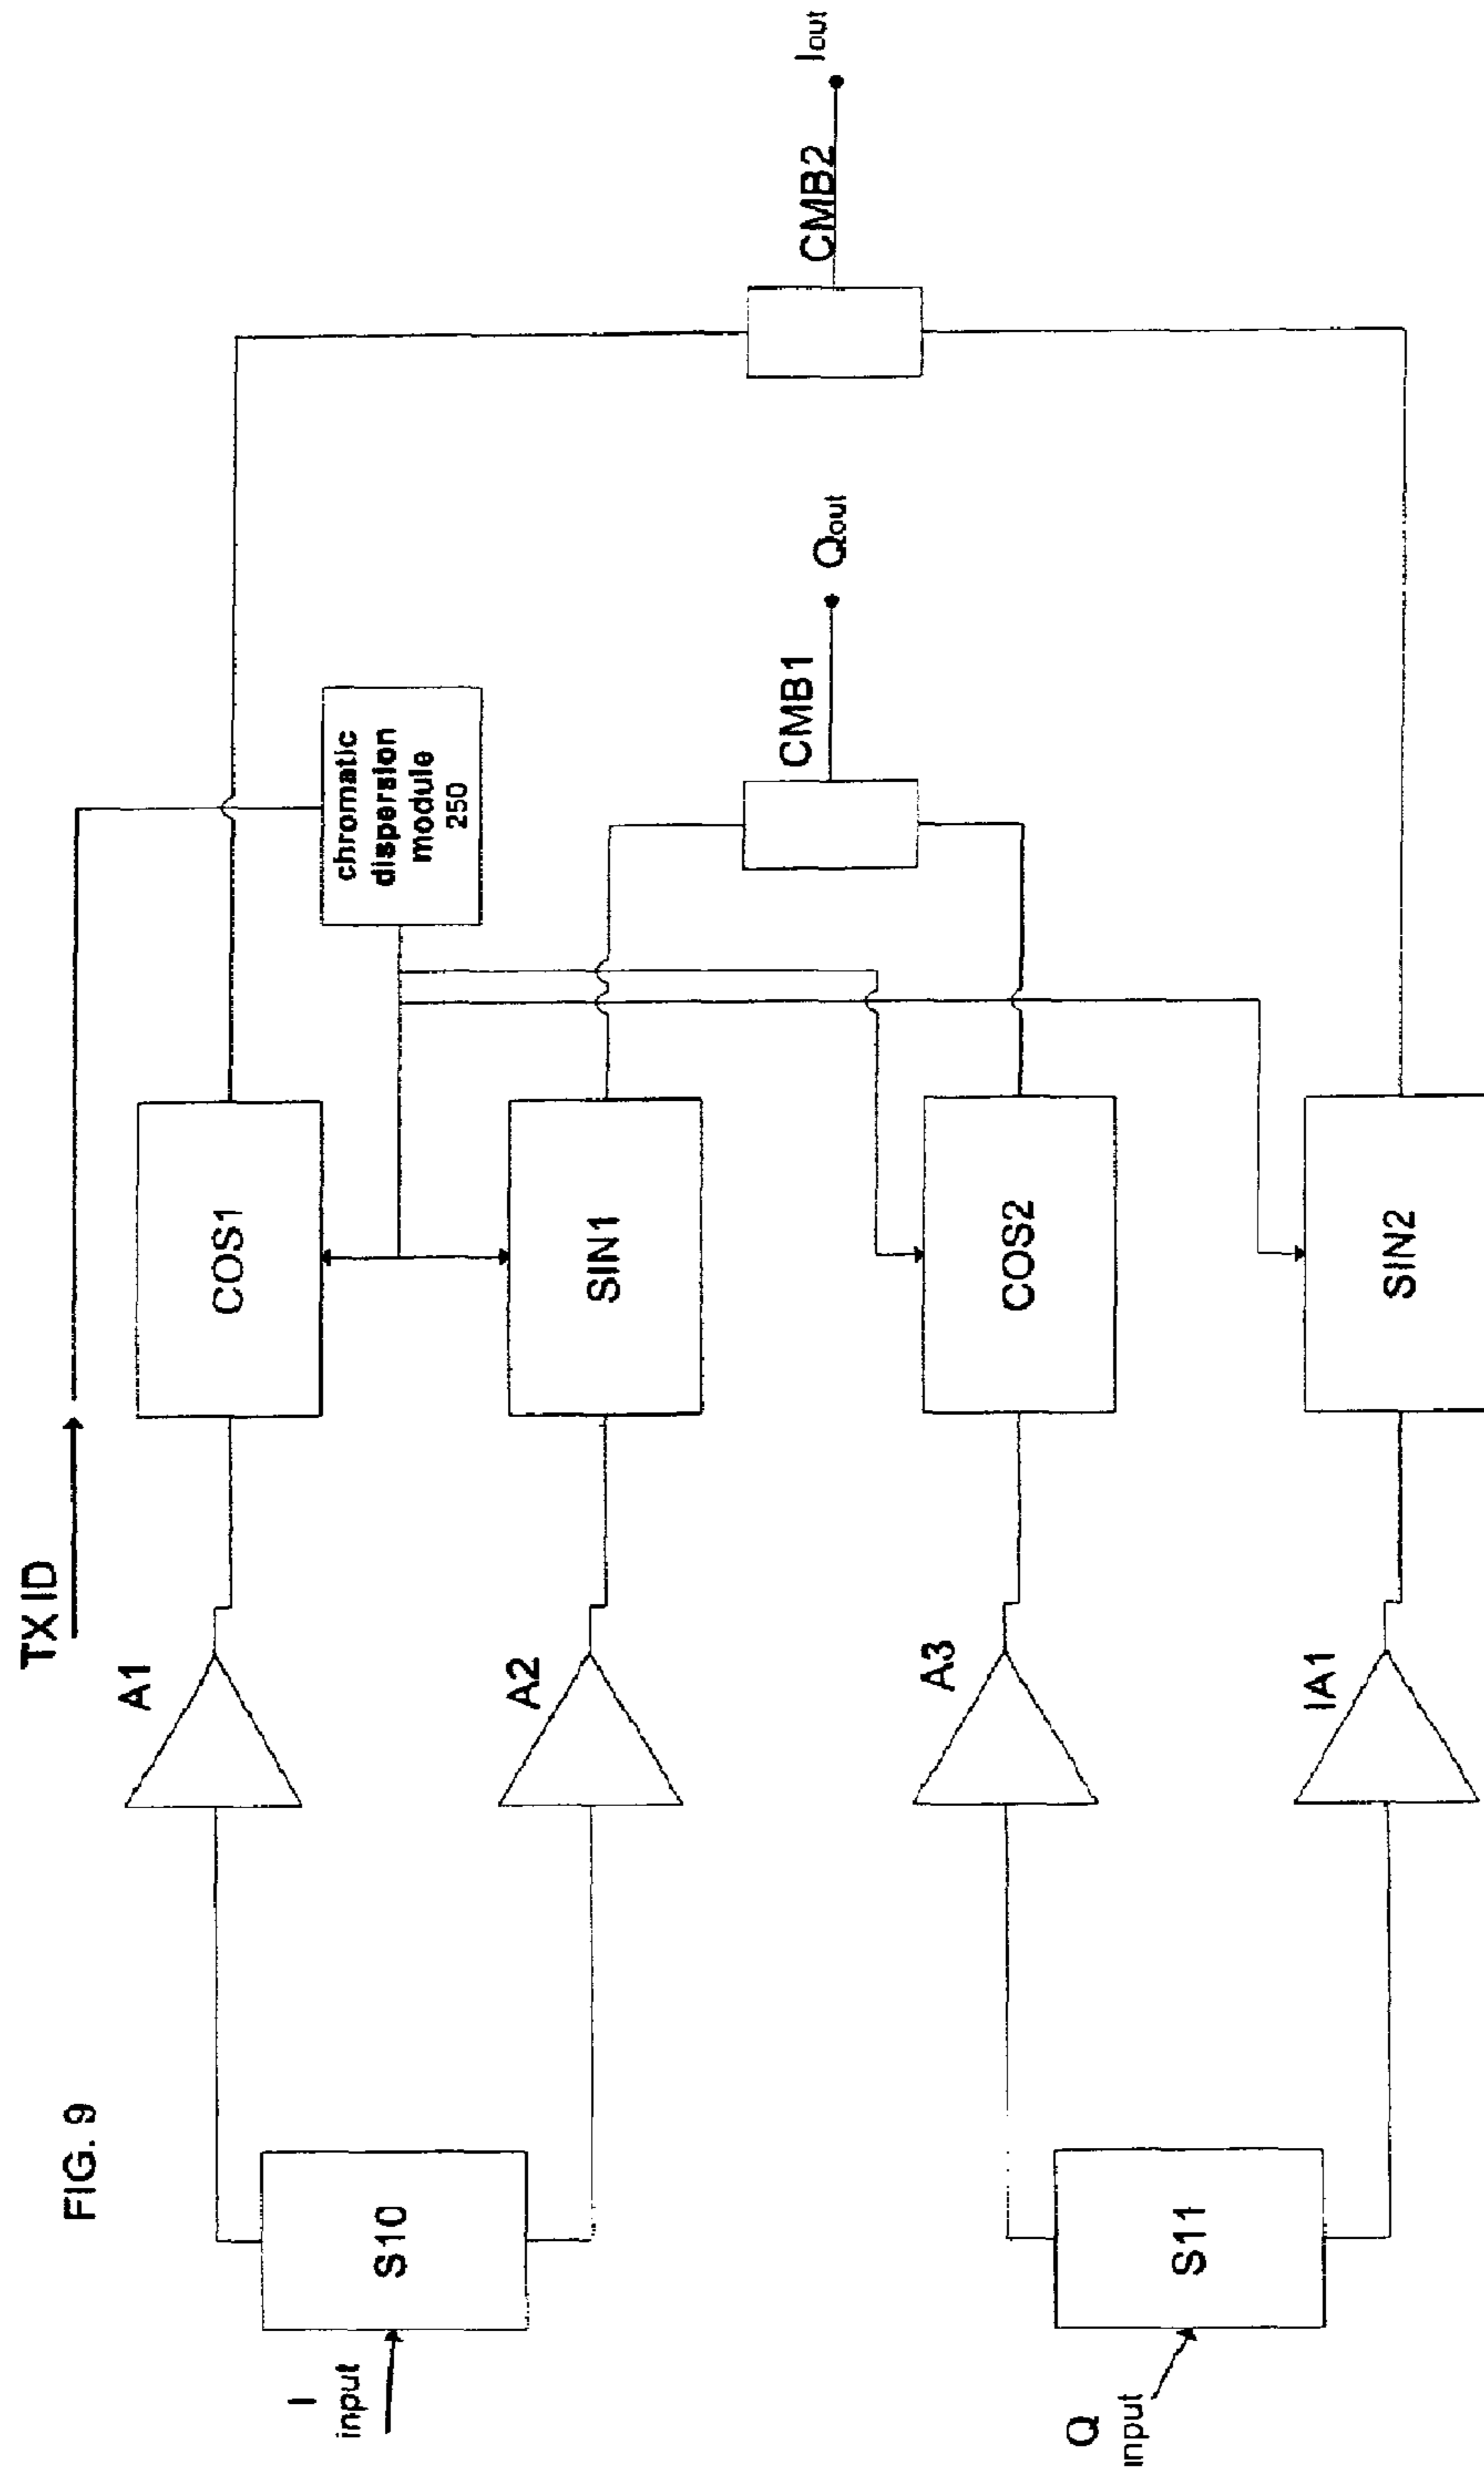 FIG. 9
TX ID
I
input
S10
A1
COS1
A2
SIN1
chromatic
dispersion
module
250
CMB1
Qout
CMB2
Iout
Q
input
S11
A3
COS2
IA1
SIN2